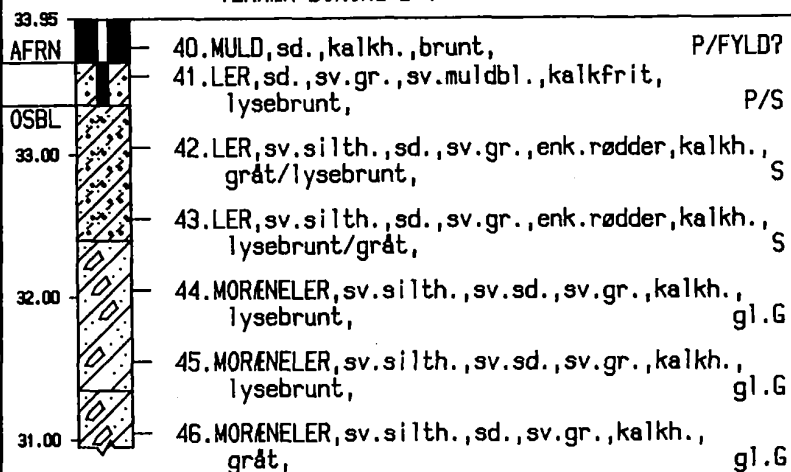 33.95
AFRN 40.MULD,sd.,kalkh.,brunt, P/FYLD?
41.LER,sd.,sv.gr.,sv.muldbl.,kalkfrit,
lysebrunt, P/S
OSBL
33.00 42.LER,sv.silth.,sd.,sv.gr.,enk.rødder,kalkh.,
gråt/lysebrunt, S
43.LER,sv.silth.,sd.,sv.gr.,enk.rødder,kalkh.,
lysebrunt/gråt, S
32.00 44.MORÆNELER,sv.silth.,sv.sd.,sv.gr.,kalkh.,
lysebrunt, gl.G
45.MORÆNELER,sv.silth.,sv.sd.,sv.gr.,kalkh.,
lysebrunt, gl.G
31.00 46.MORÆNELER,sv.silth.,sd.,sv.gr.,kalkh.,
gråt, gl.G